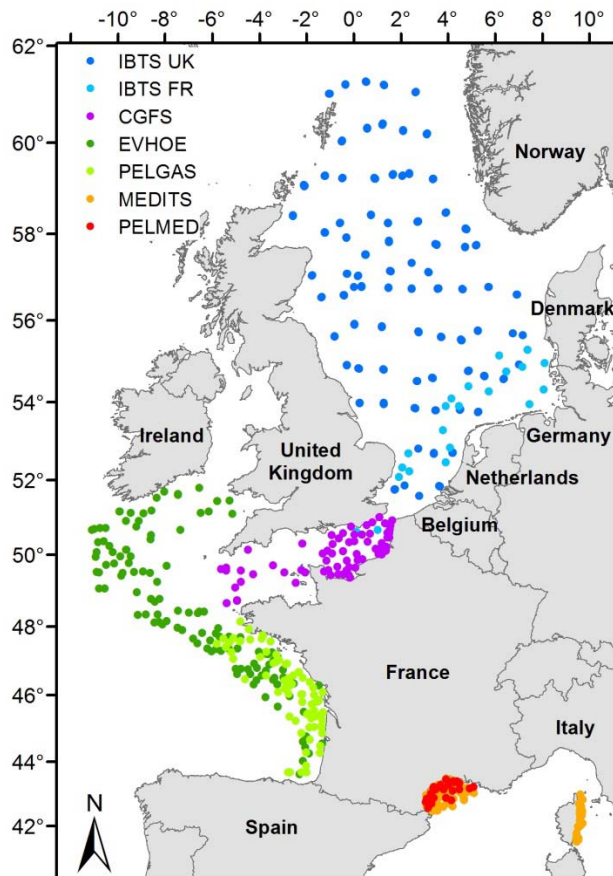 -10° -8° -6° -4° -2° 0° 2° 4° 6° 8° 10°
62°
IBTS UK
IBTS FR
60°
CGFS
EVHOE
Norway
PELGAS
MEDITS
58°
PELMED
56°
Denmark
54°
Ireland
United
Kingdom
Germany
52°
Netherlands
Belgium
50°
48°
France
46°
Italy
44°
N
42°
Spain